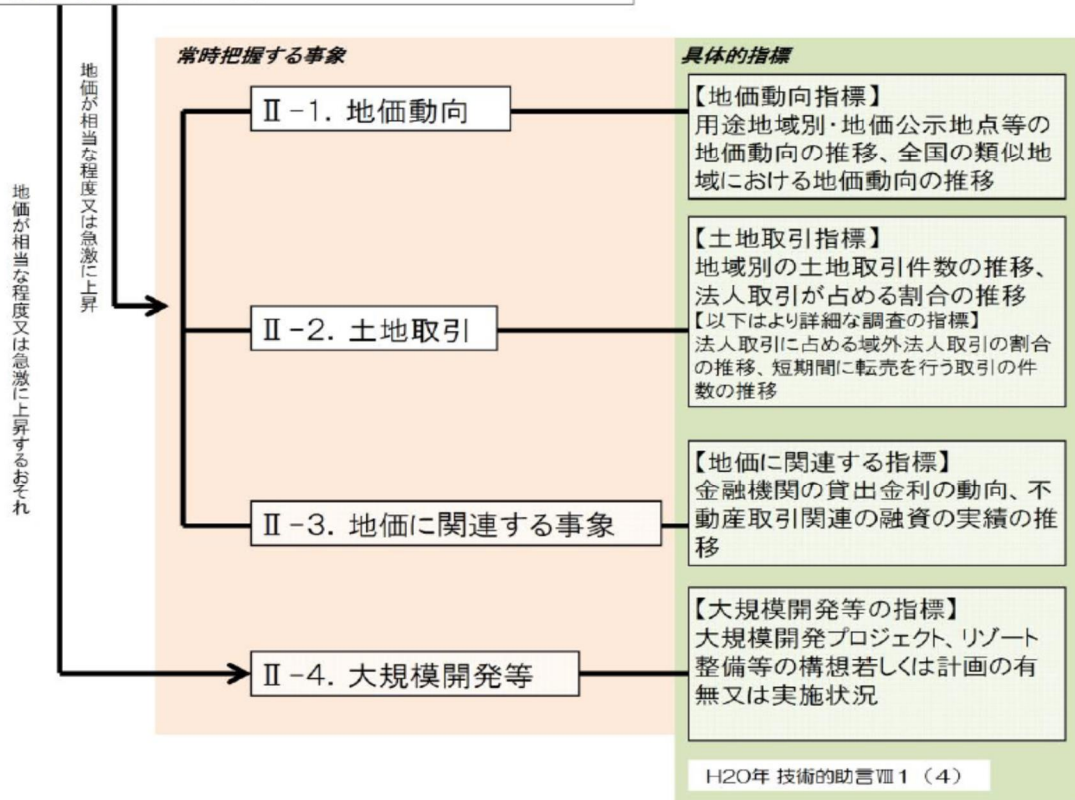 地価が相当な程度又は急激に上昇するおそれ
地価が相当な程度又は急激に上昇
常時把握する事象
具体的指標
Ⅱ-1. 地価動向
【地価動向指標】
用途地域別・地価公示地点等の
地価動向の推移、全国の類似地
域における地価動向の推移
Ⅱ-2. 土地取引
【土地取引指標】
地域別の土地取引件数の推移、
法人取引が占める割合の推移
【以下はより詳細な調査の指標】
法人取引に占める域外法人取引の割合
の推移、短期間に転売を行う取引の件
数の推移
Ⅱ-3. 地価に関連する事象
【地価に関連する指標】
金融機関の貸出金利の動向、不
動産取引関連の融資の実績の推
移
Ⅱ-4. 大規模開発等
【大規模開発等の指標】
大規模開発プロジェクト、リゾート
整備等の構想若しくは計画の有
無又は実施状況
H20年 技術的助言Ⅷ1（4）